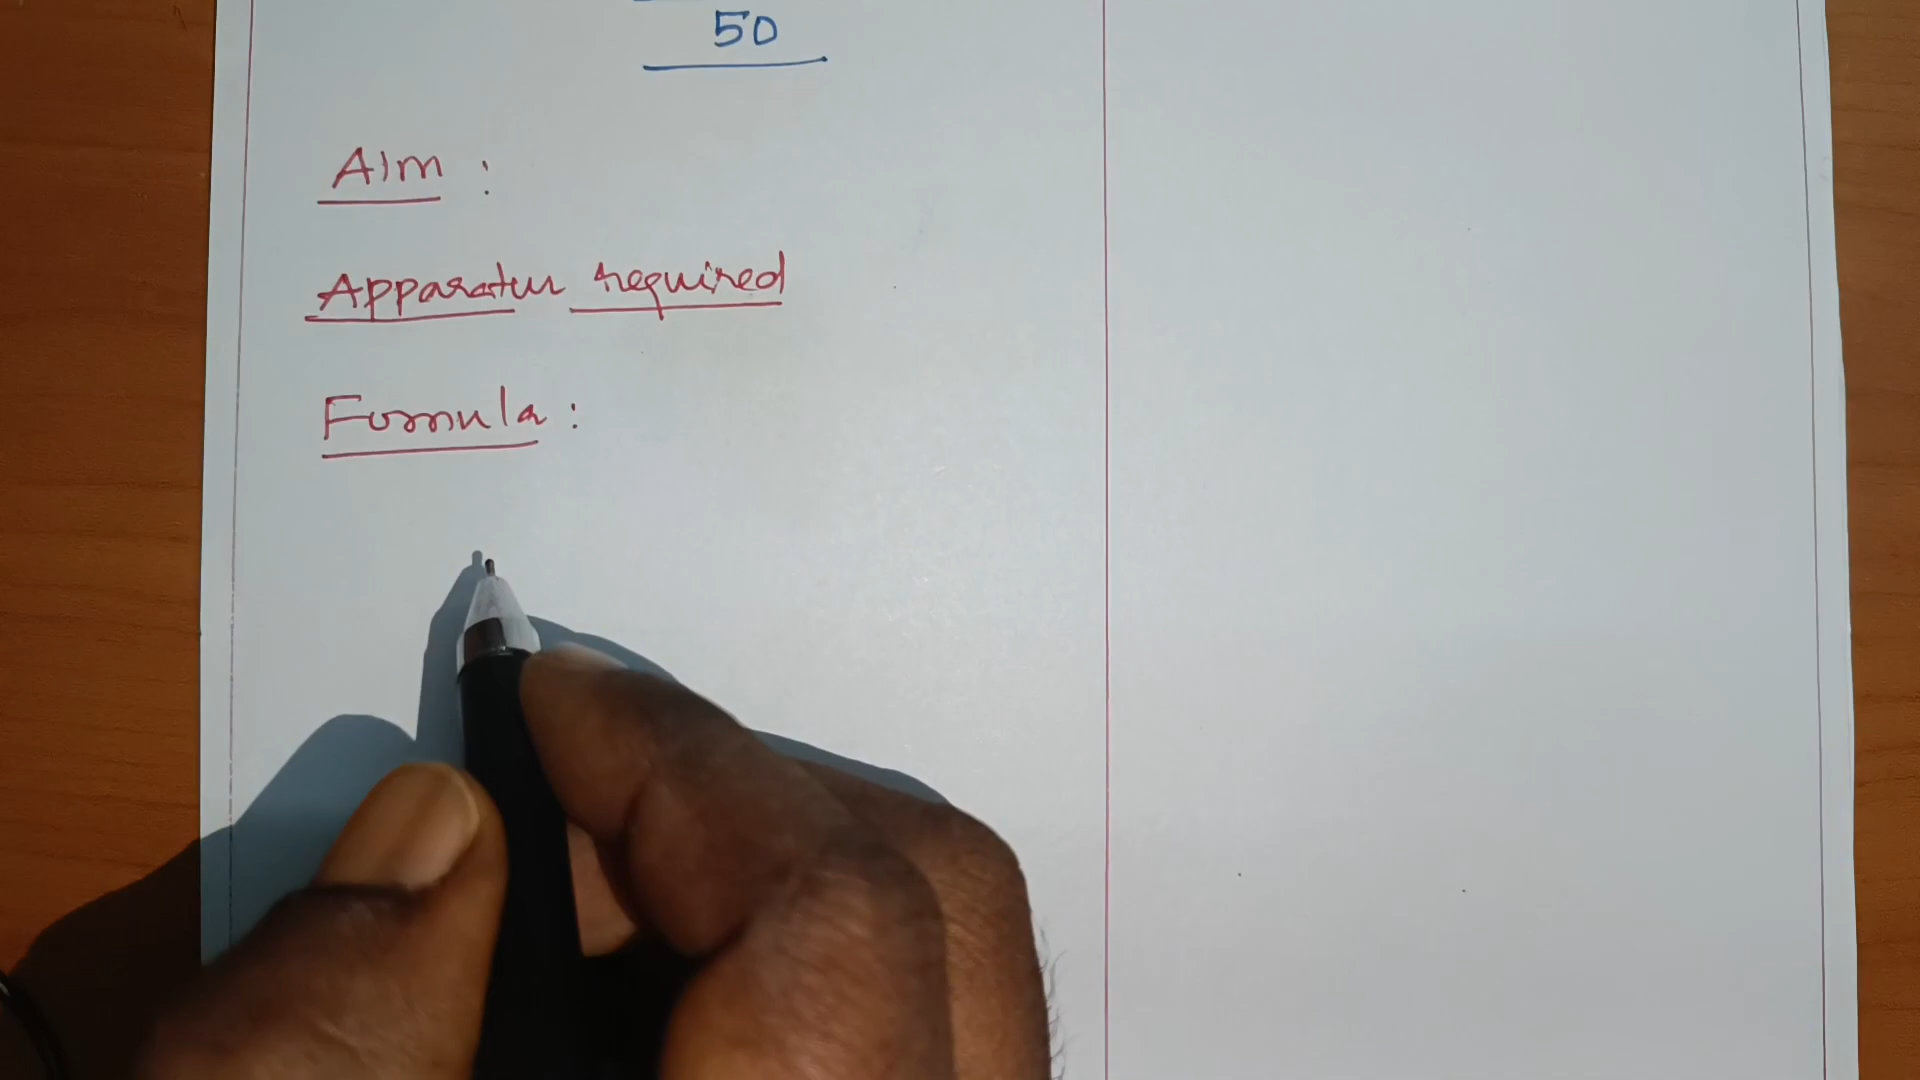 50
Aim :
Apparatus required
Formula :